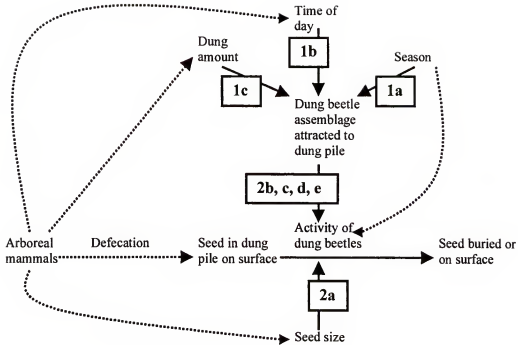 Time of
day
Dung
amount
1b
Season
1c
1a
Dung beetle
assemblage
attracted to
dung pile
2b, c, d, e
Activity of
dung beetles
Arboreal
mammals
Defecation
Seed in dung
pile on surface
Seed buried or
on surface
2a
Seed size